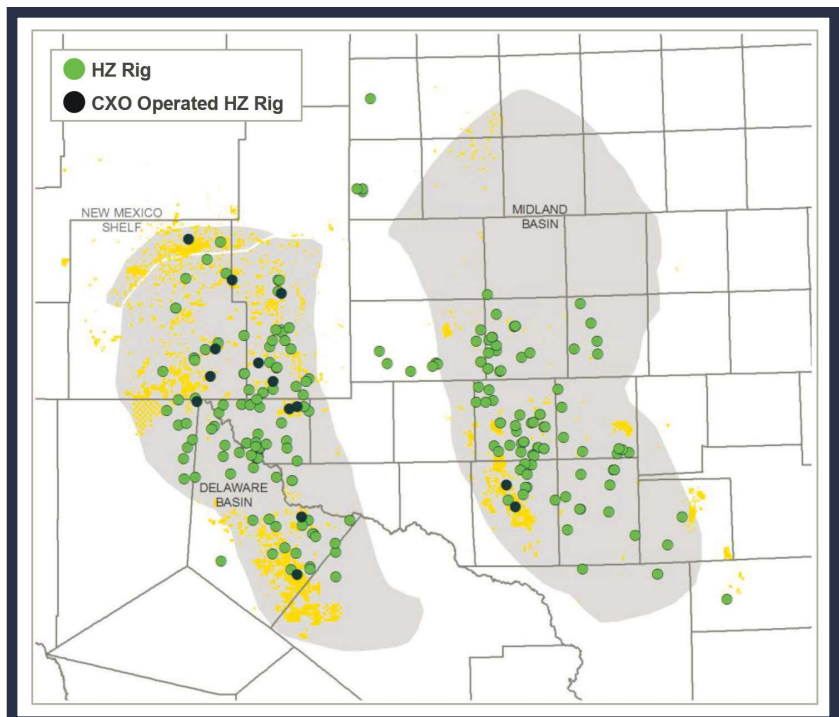 HZ Rig
CXO Operated HZ Rig
NEW MEXICO
SHELF
MIDLAND
BASIN
DELAWARE
BASIN